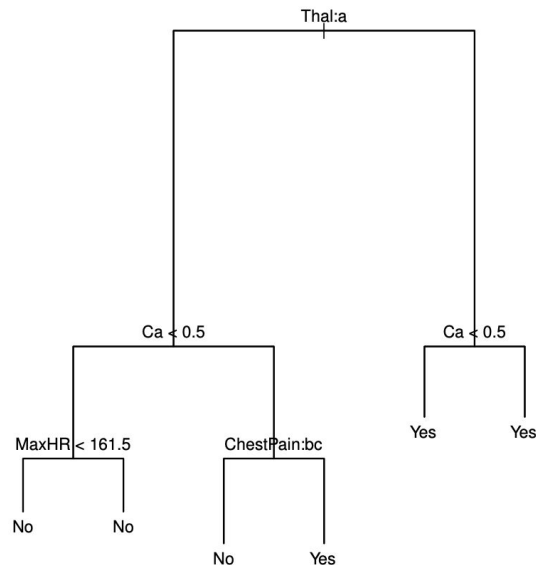 Thal:a
Ca < 0.5
Ca < 0.5
MaxHR < 161.5
ChestPain:bc
Yes
Yes
No
No
No
Yes